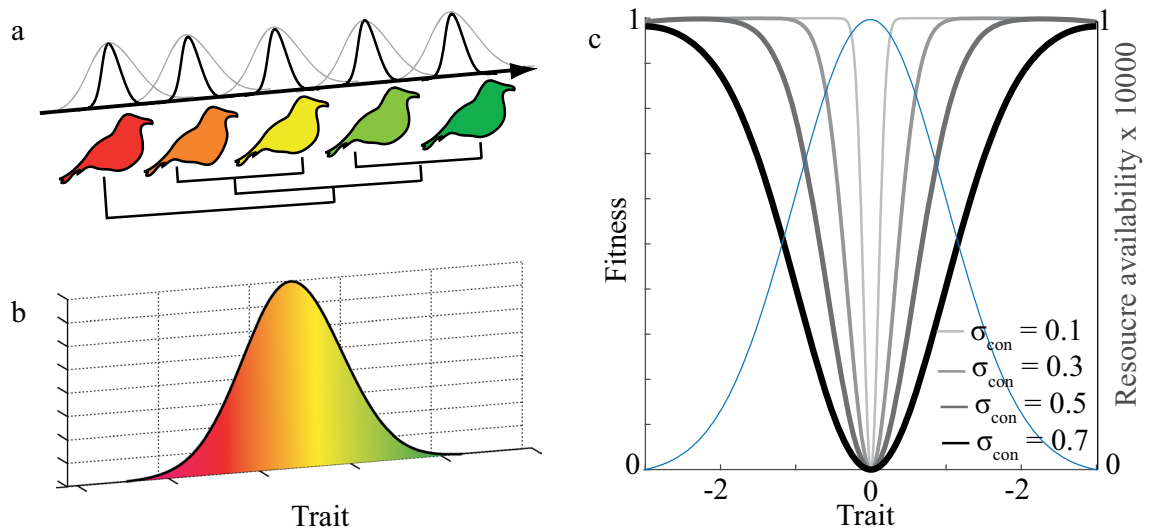 a
b
Trait
c
1
1
Fitness
Resoucre availability x 10000
σcon = 0.1
σcon = 0.3
σcon = 0.5
σcon = 0.7
0
0
-2
0
-2
Trait